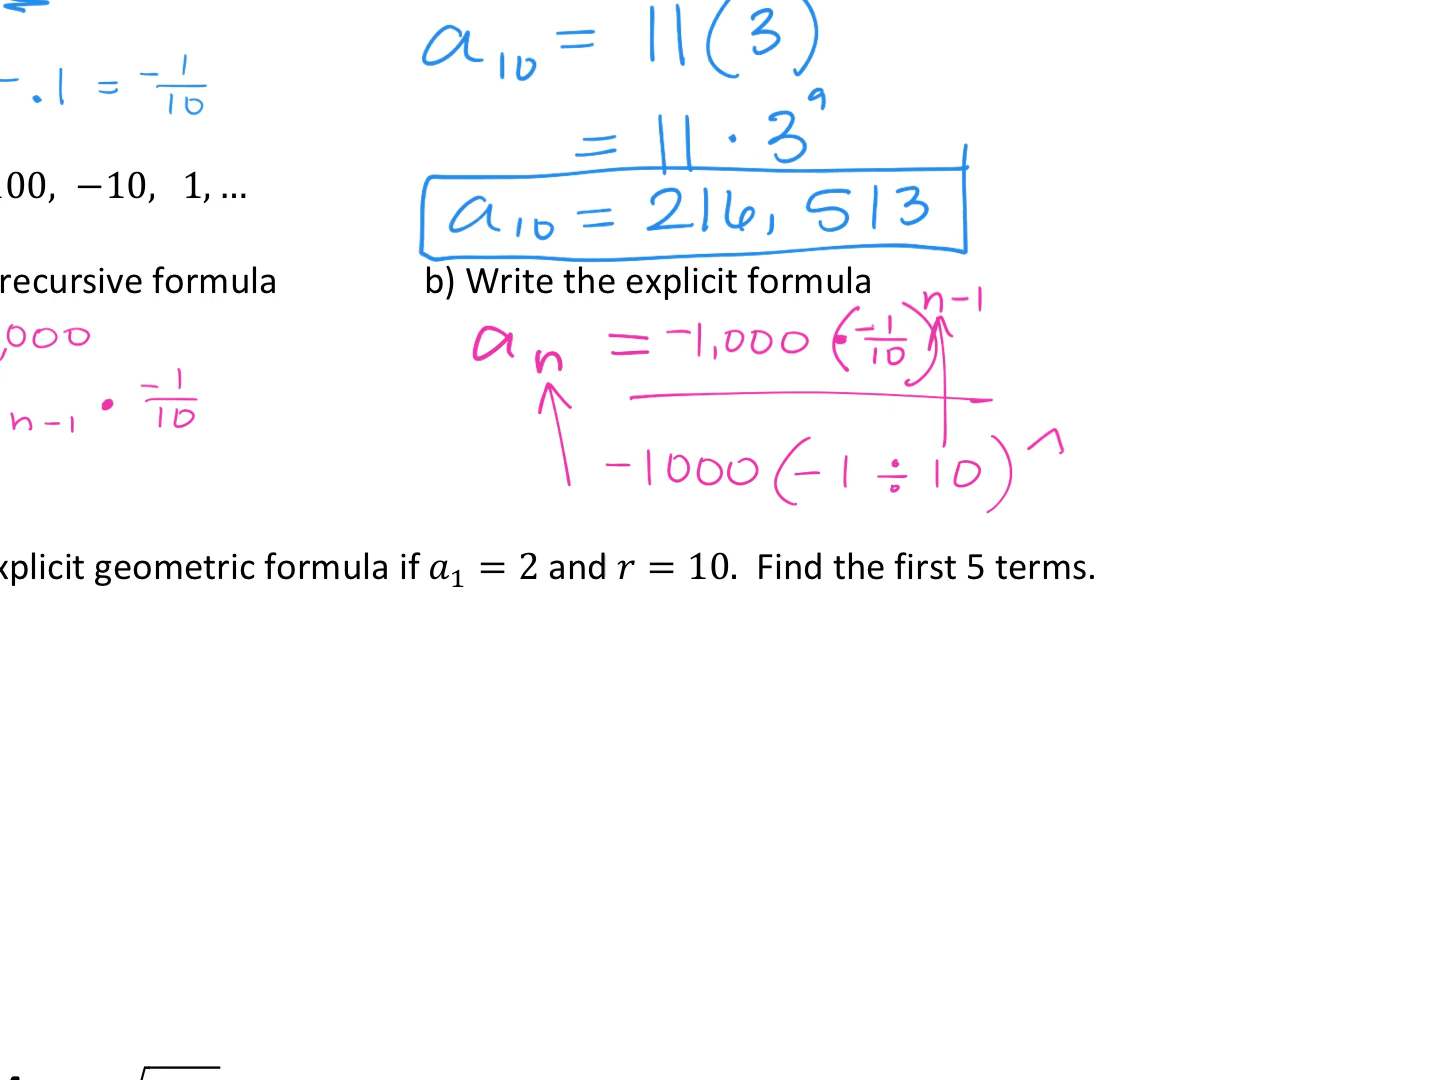 a₁₀ = 11(3)
- .1 = -1/10
= 11 · 3⁹
00, −10, 1, ...
a₁₀ = 216, 513
recursive formula
b) Write the explicit formula
,000
aₙ = -1,000 (-1/10)ⁿ⁻¹
n-1 · -1/10
-1000 (-1 ÷ 10) ^
xplicit geometric formula if a₁ = 2 and r = 10. Find the first 5 terms.